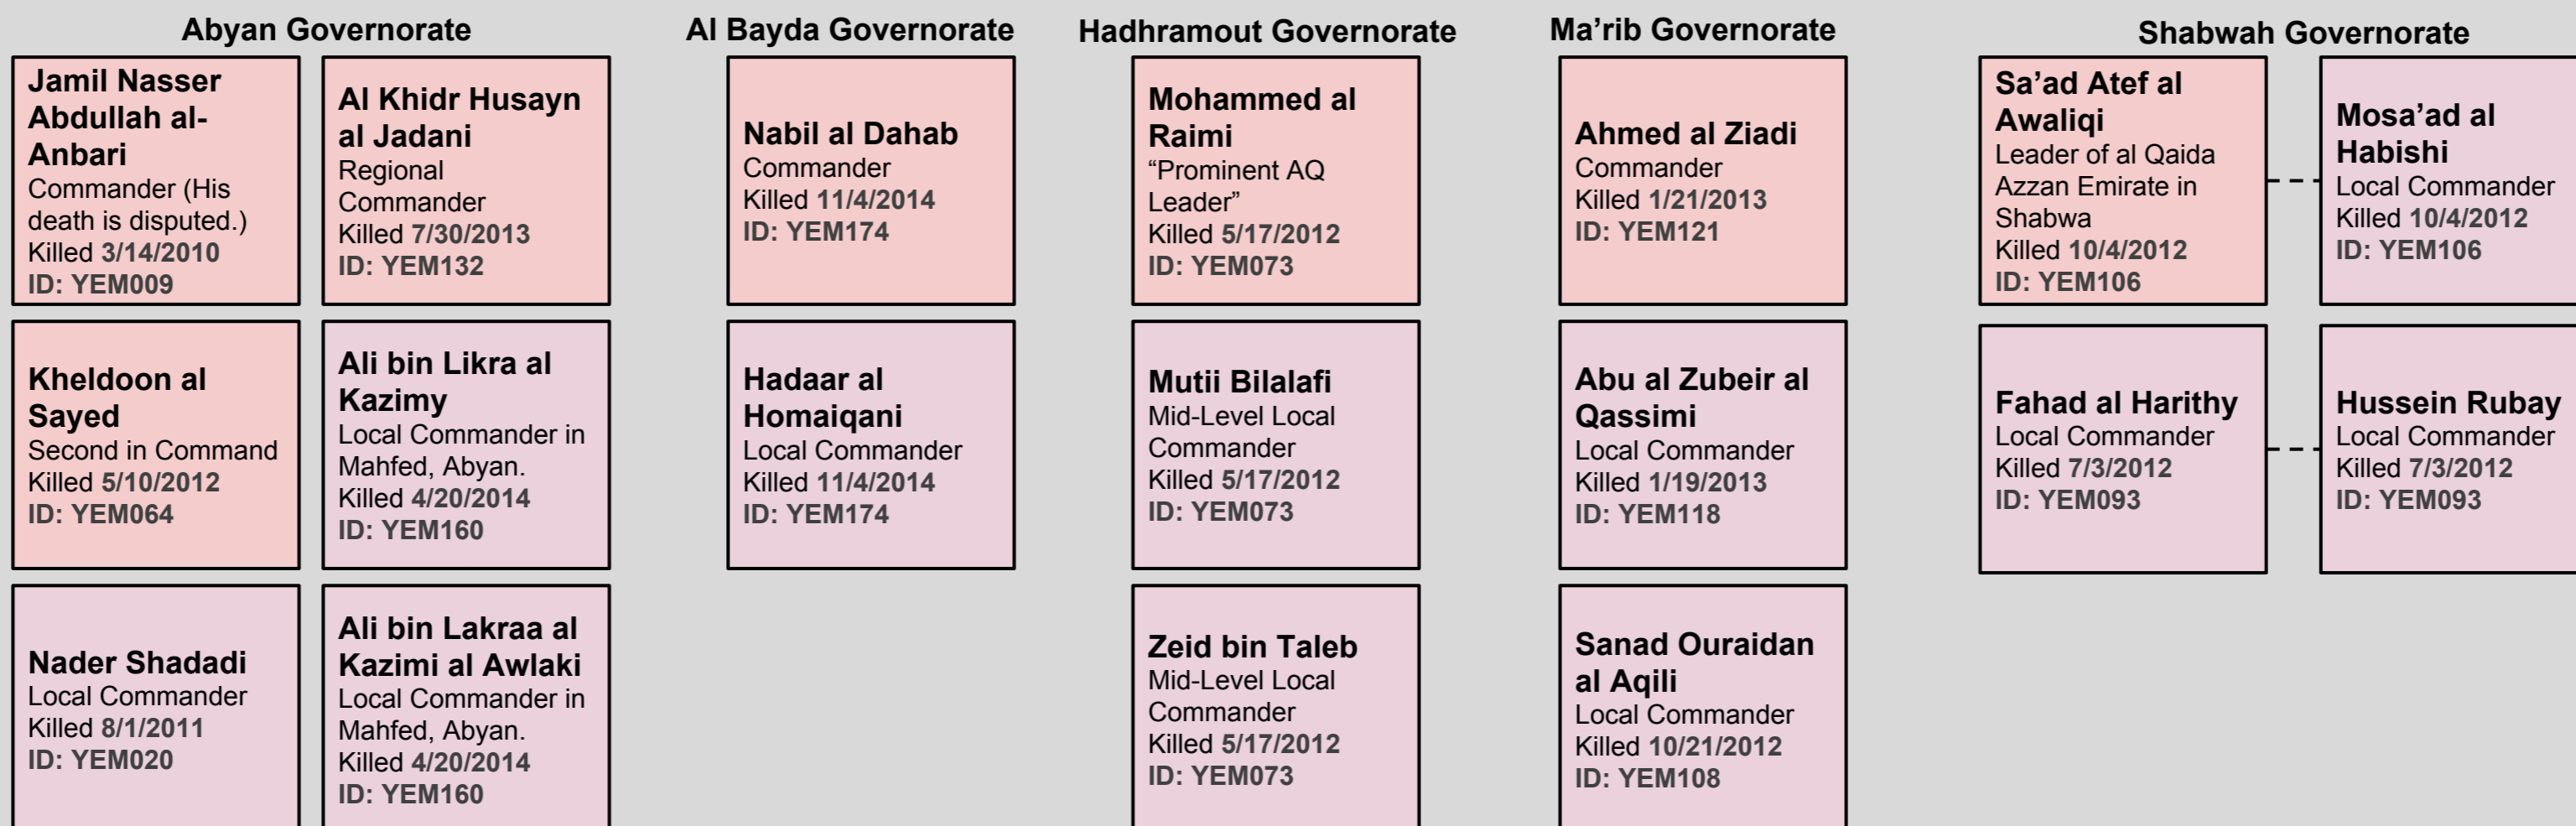 Abyan Governorate
Jamil Nasser
Abdullah al-
Anbari
Commander (His
death is disputed.)
Killed 3/14/2010
ID: YEM009
Al Khidr Husayn
al Jadani
Regional
Commander
Killed 7/30/2013
ID: YEM132
Kheldoon al
Sayed
Second in Command
Killed 5/10/2012
ID: YEM064
Ali bin Likra al
Kazimy
Local Commander in
Mahfed, Abyan.
Killed 4/20/2014
ID: YEM160
Nader Shadadi
Local Commander
Killed 8/1/2011
ID: YEM020
Ali bin Lakraa al
Kazimi al Awlaki
Local Commander in
Mahfed, Abyan.
Killed 4/20/2014
ID: YEM160
Al Bayda Governorate
Nabil al Dahab
Commander
Killed 11/4/2014
ID: YEM174
Hadaar al
Homaiqani
Local Commander
Killed 11/4/2014
ID: YEM174
Hadhramout Governorate
Mohammed al
Raimi
“Prominent AQ
Leader”
Killed 5/17/2012
ID: YEM073
Mutii Bilalafi
Mid-Level Local
Commander
Killed 5/17/2012
ID: YEM073
Zeid bin Taleb
Mid-Level Local
Commander
Killed 5/17/2012
ID: YEM073
Ma’rib Governorate
Ahmed al Ziadi
Commander
Killed 1/21/2013
ID: YEM121
Abu al Zubeir al
Qassimi
Local Commander
Killed 1/19/2013
ID: YEM118
Sanad Ouraidan
al Aqili
Local Commander
Killed 10/21/2012
ID: YEM108
Shabwah Governorate
Sa’ad Atef al
Awaliqi
Leader of al Qaida
Azzan Emirate in
Shabwa
Killed 10/4/2012
ID: YEM106
Mosa’ad al
Habishi
Local Commander
Killed 10/4/2012
ID: YEM106
Fahad al Harithy
Local Commander
Killed 7/3/2012
ID: YEM093
Hussein Rubay
Local Commander
Killed 7/3/2012
ID: YEM093